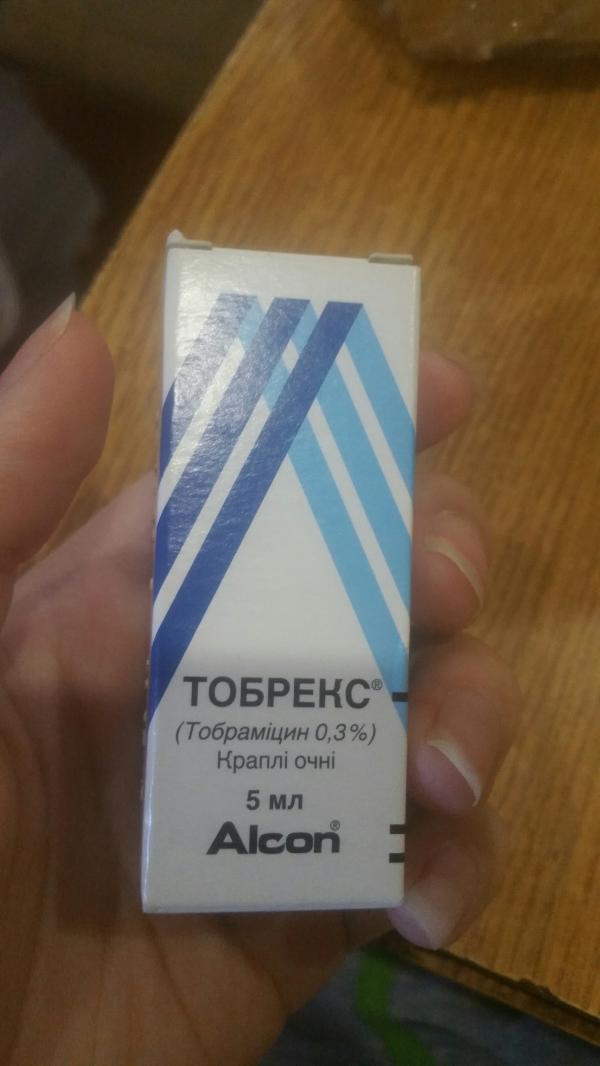 ТОБРЕКС®
(Тобраміцин 0,3%)
Краплі очні
5 мл
Alcon®